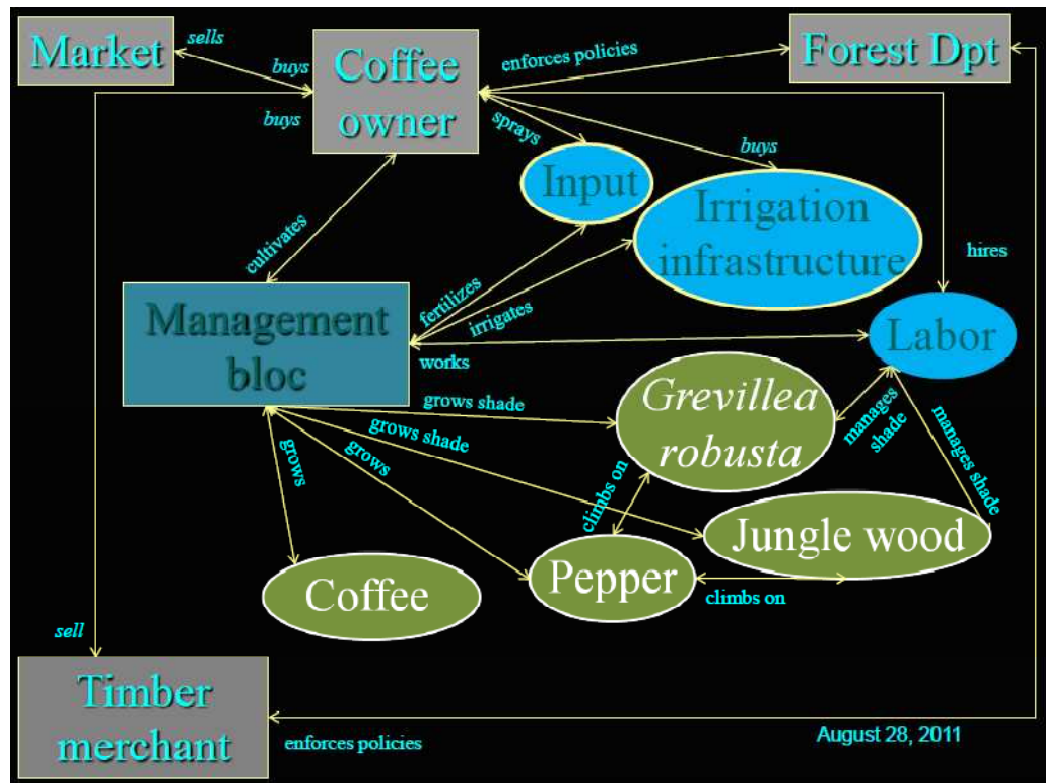 Market
sells
buys
buys
Coffee
owner
enforces policies
Forest Dpt
sprays
buys
Input
Irrigation
infrastructure
hires
cultivates
fertilizes
irrigates
Management
bloc
works
Labor
grows shade
grows shade
grows
grows
Grevillea
robusta
manages
shade
manages shade
climbs on
Jungle wood
Coffee
Pepper
climbs on
sell
Timber
merchant
enforces policies
August 28, 2011